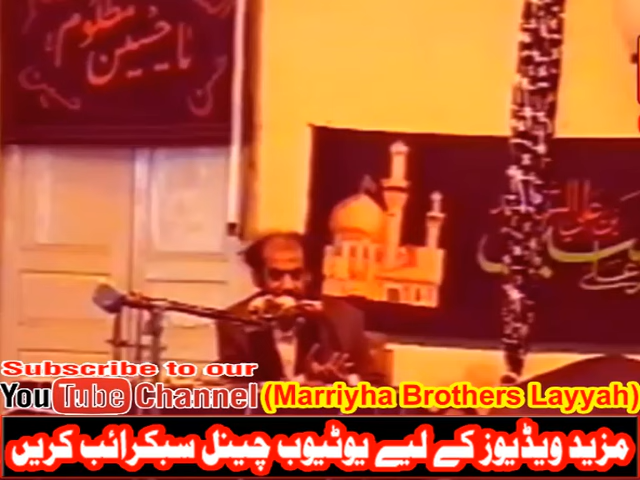 یا حسین مظلوم
Subscribe to our
YouTube Channel (Marriyha Brothers Layyah)
مزید ویڈیوز کے لیے یوٹیوب چینل سبکرائب کریں